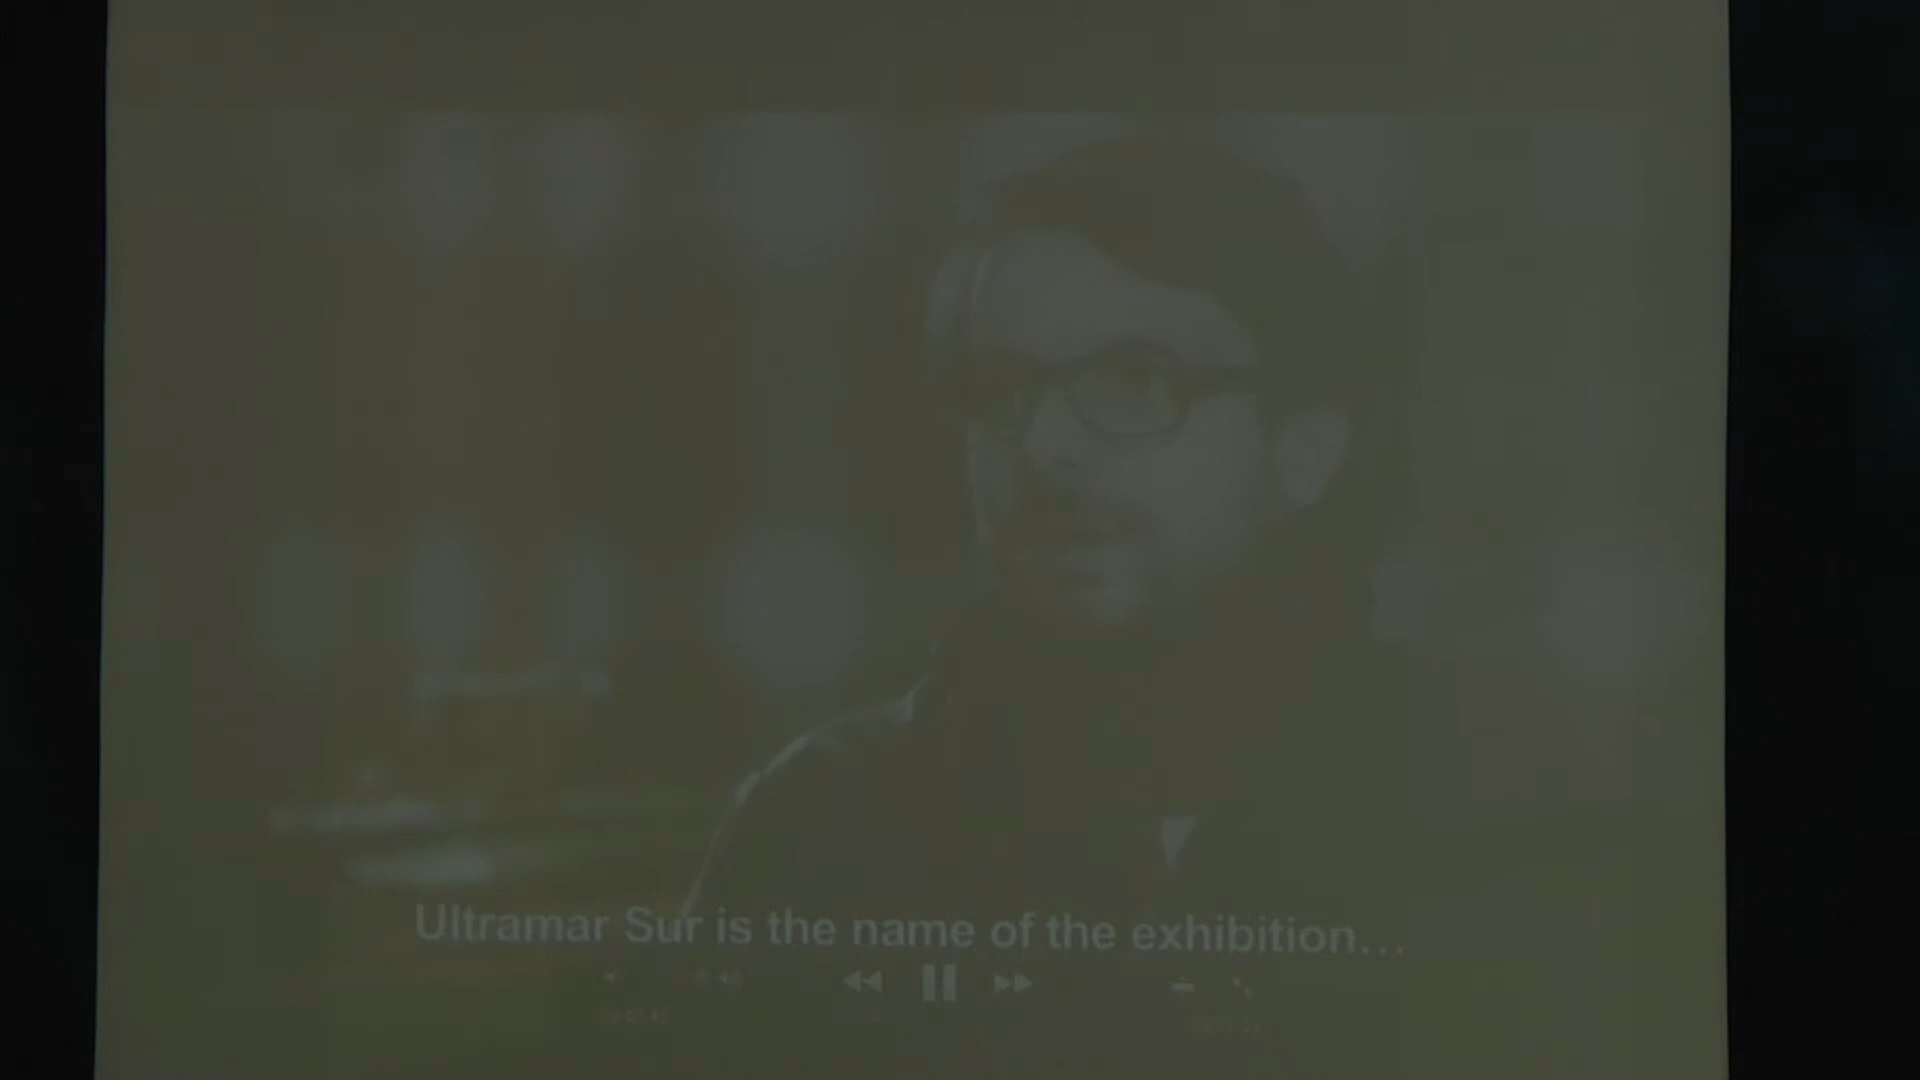 Ultramar Sur is the name of the exhibition...